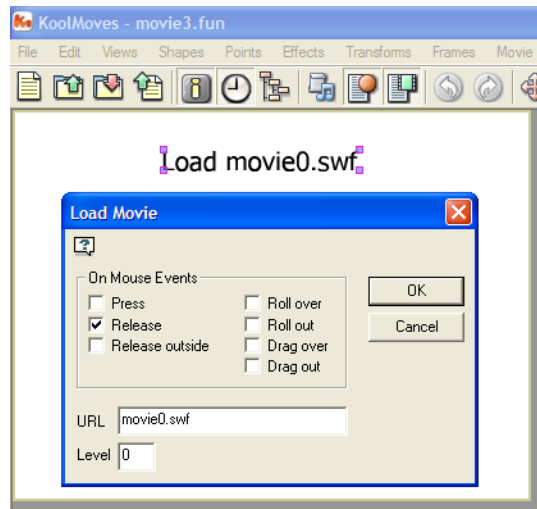 KoolMoves - movie3.fun
File Edit Views Shapes Points Effects Transforms Frames Movie
Load movie0.swf
Load Movie
On Mouse Events
Press Roll over
Release Roll out
Release outside Drag over
Drag out
OK
Cancel
URL movie0.swf
Level 0